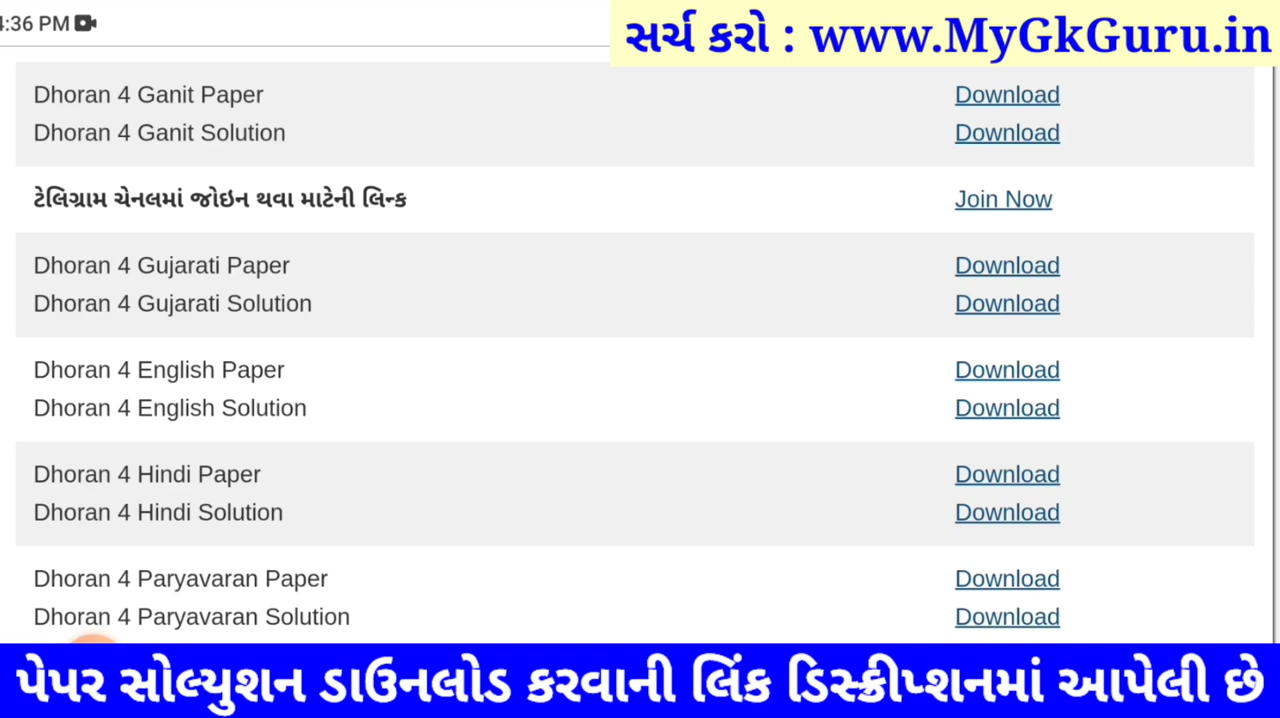 4:36 PM
સર્ચ કરો : www.MyGkGuru.in
Dhoran 4 Ganit Paper Download
Dhoran 4 Ganit Solution Download
ટેલિગ્રામ ચેનલમાં જોઇન થવા માટેની લિન્ક Join Now
Dhoran 4 Gujarati Paper Download
Dhoran 4 Gujarati Solution Download
Dhoran 4 English Paper Download
Dhoran 4 English Solution Download
Dhoran 4 Hindi Paper Download
Dhoran 4 Hindi Solution Download
Dhoran 4 Paryavaran Paper Download
Dhoran 4 Paryavaran Solution Download
પેપર સોલ્યુશન ડાઉનલોડ કરવાની લિંક ડિસ્ક્રીપ્શનમાં આપેલી છે